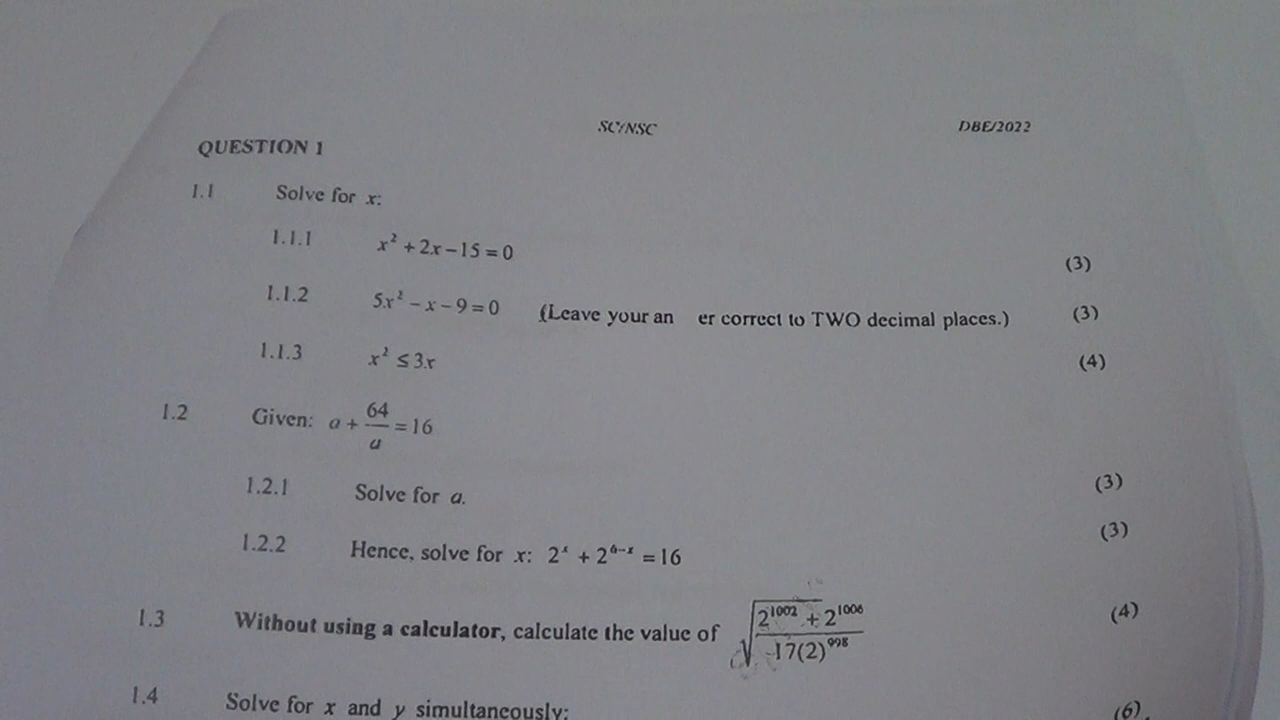 SC/NSC DBE/2022
QUESTION 1
1.1 Solve for x:
1.1.1 x² + 2x – 15 = 0 (3)
1.1.2 5x² – x – 9 = 0 (Leave your an er correct to TWO decimal places.) (3)
1.1.3 x² ≤ 3x (4)
1.2 Given: a + 64/a = 16
1.2.1 Solve for a. (3)
1.2.2 Hence, solve for x: 2ˣ + 2⁶⁻ˣ = 16 (3)
1.3 Without using a calculator, calculate the value of √((2¹⁰⁰² + 2¹⁰⁰⁶)/(17(2)⁹⁹⁸)) (4)
1.4 Solve for x and y simultaneously: (6)